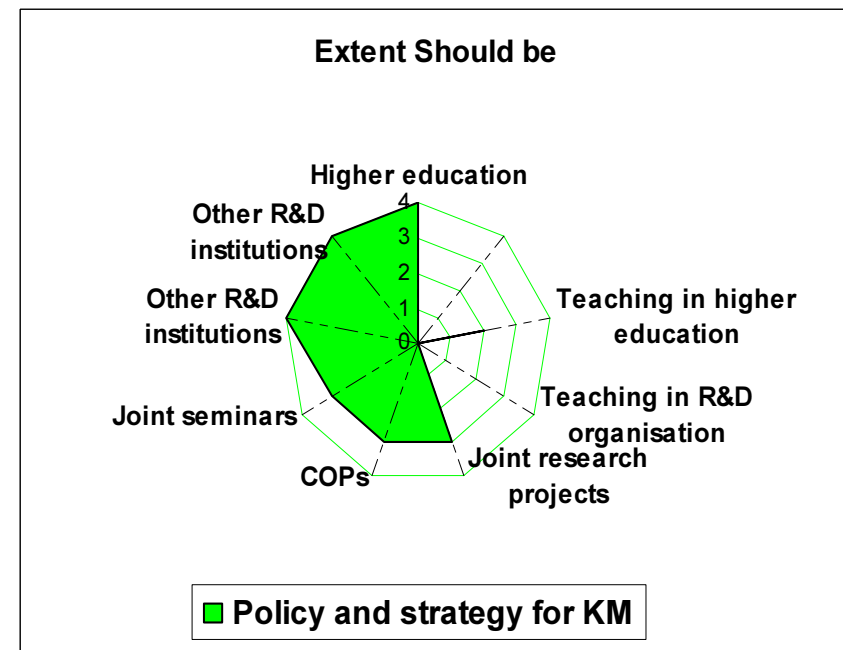 Extent Should be
Higher education
Other R&D
institutions
4
3
2
1
0
Other R&D
institutions
Teaching in higher
education
Teaching in R&D
organisation
Joint seminars
Joint research
projects
COPs
Policy and strategy for KM